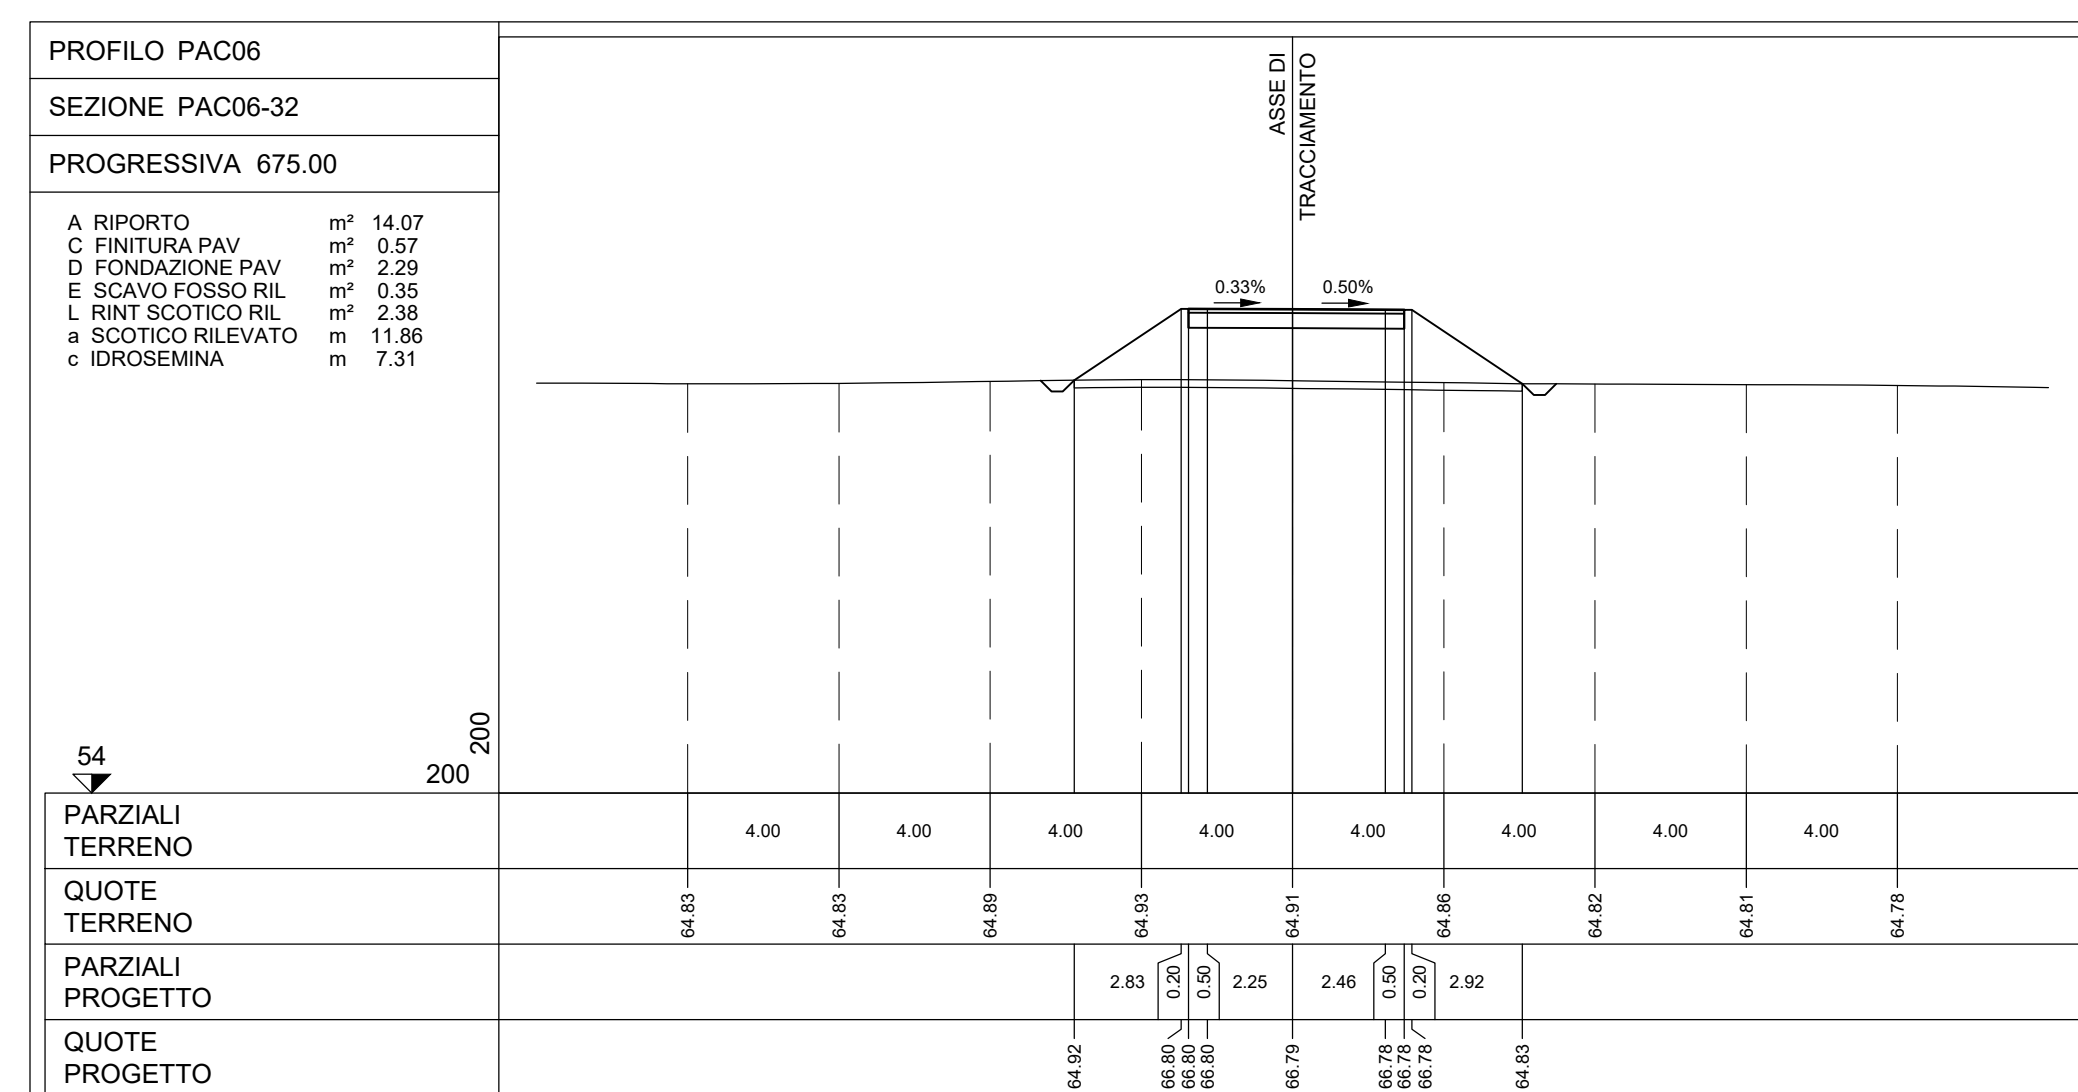 PROFILO PAC06
SEZIONE PAC06-32
PROGRESSIVA 675.00
A RIPORTO m² 14.07
C FINITURA PAV m² 0.57
D FONDAZIONE PAV m² 2.29
E SCAVO FOSSO RIL m² 0.35
L RINT SCOTICO RIL m² 2.38
a SCOTICO RILEVATO m 11.86
c IDROSEMINA m 7.31
ASSE DI
TRACCIAMENTO
0.33% 0.50%
54
200
200
PARZIALI
TERRENO
4.00 4.00 4.00 4.00 4.00 4.00 4.00 4.00
QUOTE
TERRENO
64.83 64.83 64.89 64.93 64.91 64.86 64.82 64.81 64.78
PARZIALI
PROGETTO
2.83 0.20 0.50 2.25 2.46 0.50 0.20 2.92
QUOTE
PROGETTO
64.92 66.80 66.80 66.80 66.79 66.78 66.78 66.78 64.83